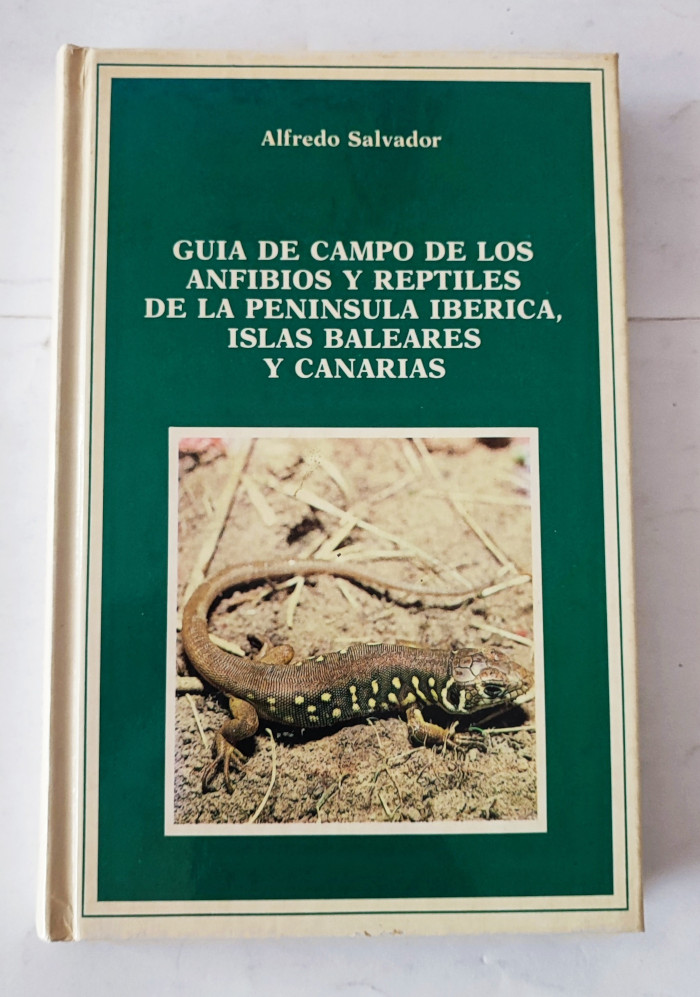 Alfredo Salvador
GUIA DE CAMPO DE LOS
ANFIBIOS Y REPTILES
DE LA PENINSULA IBERICA,
ISLAS BALEARES
Y CANARIAS